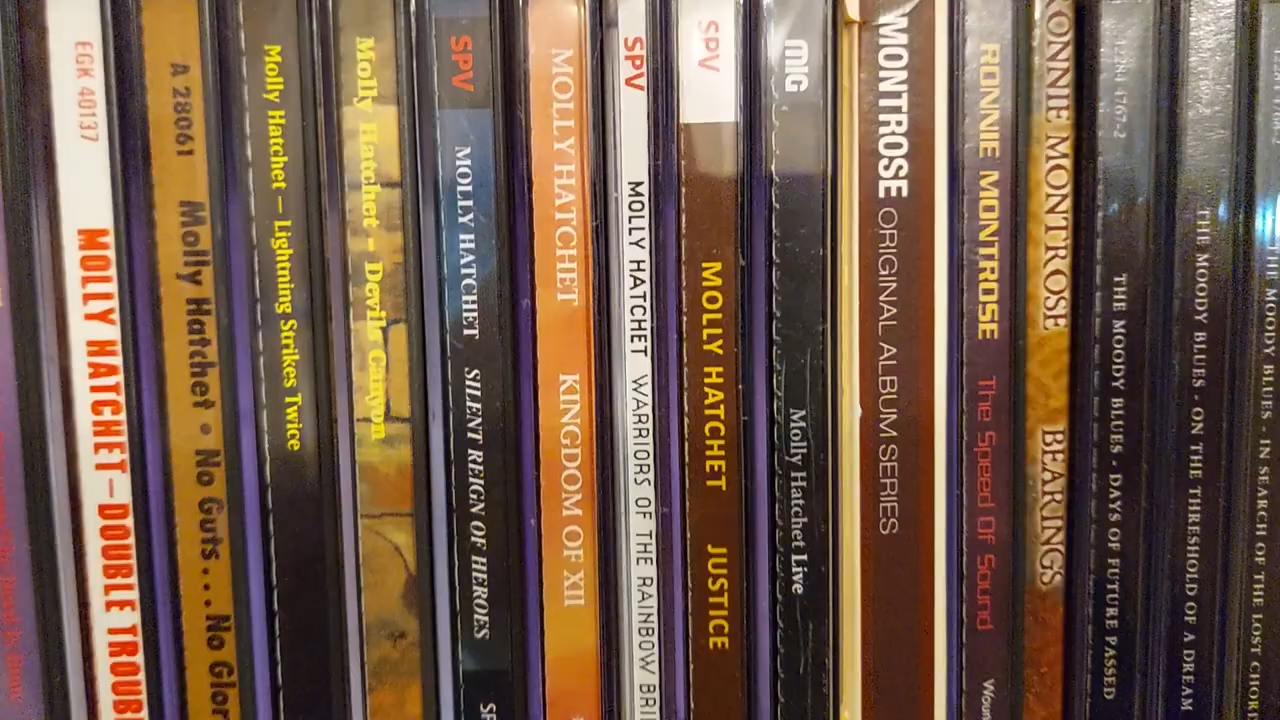 EGK 40137 MOLLY HATCHET – DOUBLE TROUB
A 28061 Molly Hatchet • No Guts...No Glor
Molly Hatchet – Lightning Strikes Twice
Molly Hatchet – Devils Canyon
SPV MOLLY HATCHET SILENT REIGN OF HEROES SP
MOLLY HATCHET KINGDOM OF XII
SPV MOLLY HATCHET WARRIORS OF THE RAINBOW BRI
SPV MOLLY HATCHET JUSTICE
MIG Molly Hatchet Live
MONTROSE ORIGINAL ALBUM SERIES
RONNIE MONTROSE The Speed Of Sound Woun
ONNIE MONTROSE BEARINGS
THE MOODY BLUES - DAYS OF FUTURE PASSED
THE MOODY BLUES - ON THE THRESHOLD OF A DREAM
THE MOODY BLUES - IN SEARCH OF THE LOST CHORD